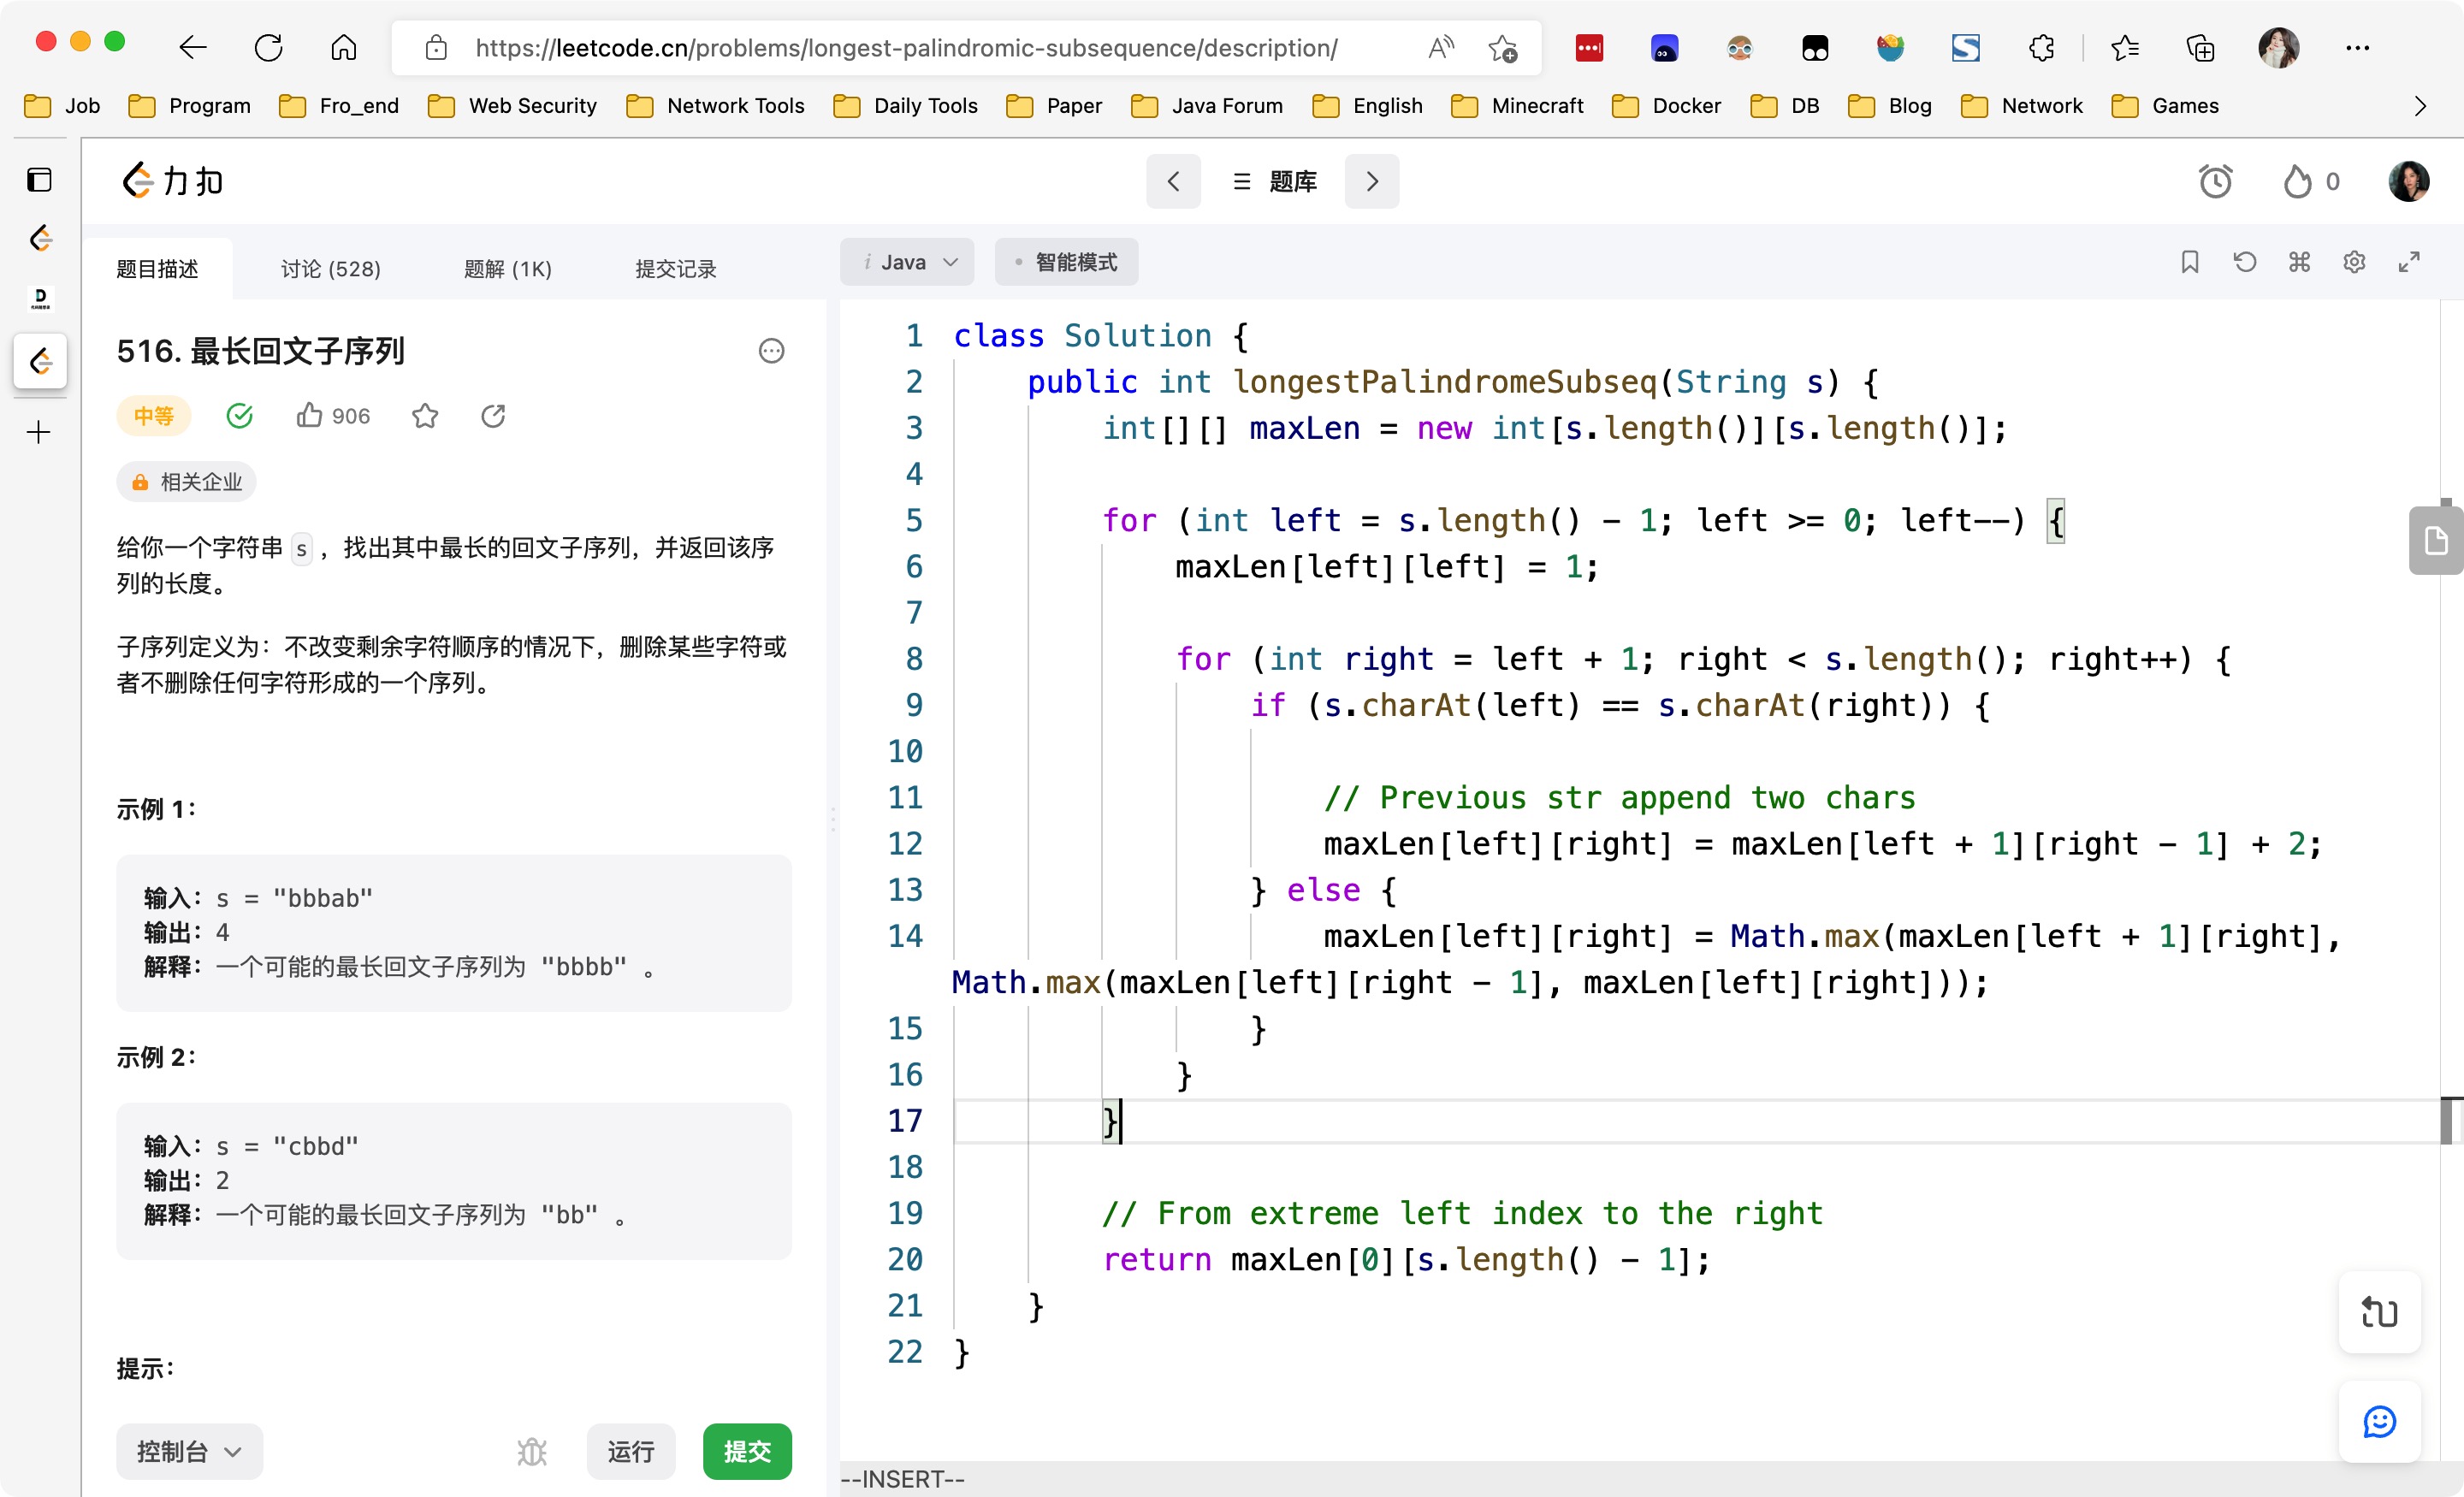 https://leetcode.cn/problems/longest-palindromic-subsequence/description/
Job Program Fro_end Web Security Network Tools Daily Tools Paper Java Forum English Minecraft Docker DB Blog Network Games
力扣
题库
0
题目描述 讨论 (528) 题解 (1K) 提交记录
516. 最长回文子序列
中等 906
相关企业
给你一个字符串 s ，找出其中最长的回文子序列，并返回该序
列的长度。
子序列定义为：不改变剩余字符顺序的情况下，删除某些字符或
者不删除任何字符形成的一个序列。
示例 1：
输入：s = "bbbab"
输出：4
解释：一个可能的最长回文子序列为 "bbbb" 。
示例 2：
输入：s = "cbbd"
输出：2
解释：一个可能的最长回文子序列为 "bb" 。
提示：
控制台 运行 提交
i Java 智能模式
1 class Solution {
2 public int longestPalindromeSubseq(String s) {
3 int[][] maxLen = new int[s.length()][s.length()];
4
5 for (int left = s.length() - 1; left >= 0; left--) {
6 maxLen[left][left] = 1;
7
8 for (int right = left + 1; right < s.length(); right++) {
9 if (s.charAt(left) == s.charAt(right)) {
10
11 // Previous str append two chars
12 maxLen[left][right] = maxLen[left + 1][right - 1] + 2;
13 } else {
14 maxLen[left][right] = Math.max(maxLen[left + 1][right],
Math.max(maxLen[left][right - 1], maxLen[left][right]));
15 }
16 }
17 }
18
19 // From extreme left index to the right
20 return maxLen[0][s.length() - 1];
21 }
22 }
--INSERT--